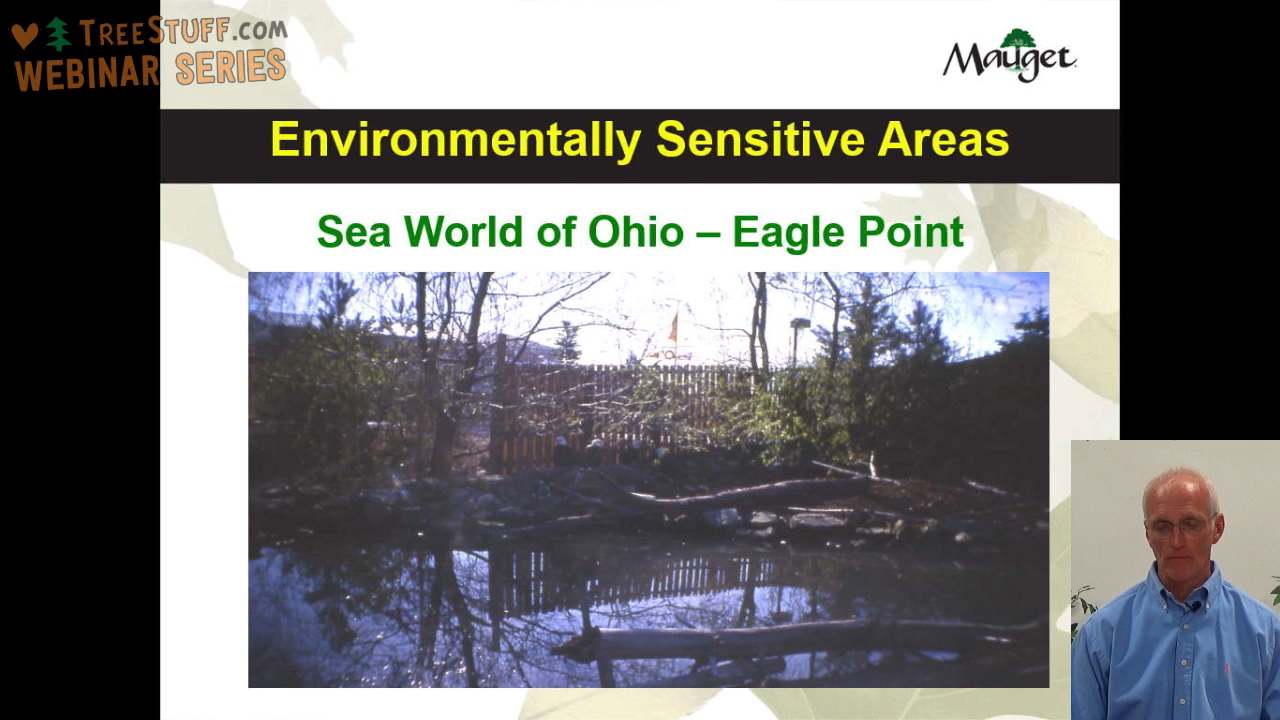 TREESTUFF.COM
WEBINAR SERIES
Mauget
Environmentally Sensitive Areas
Sea World of Ohio – Eagle Point